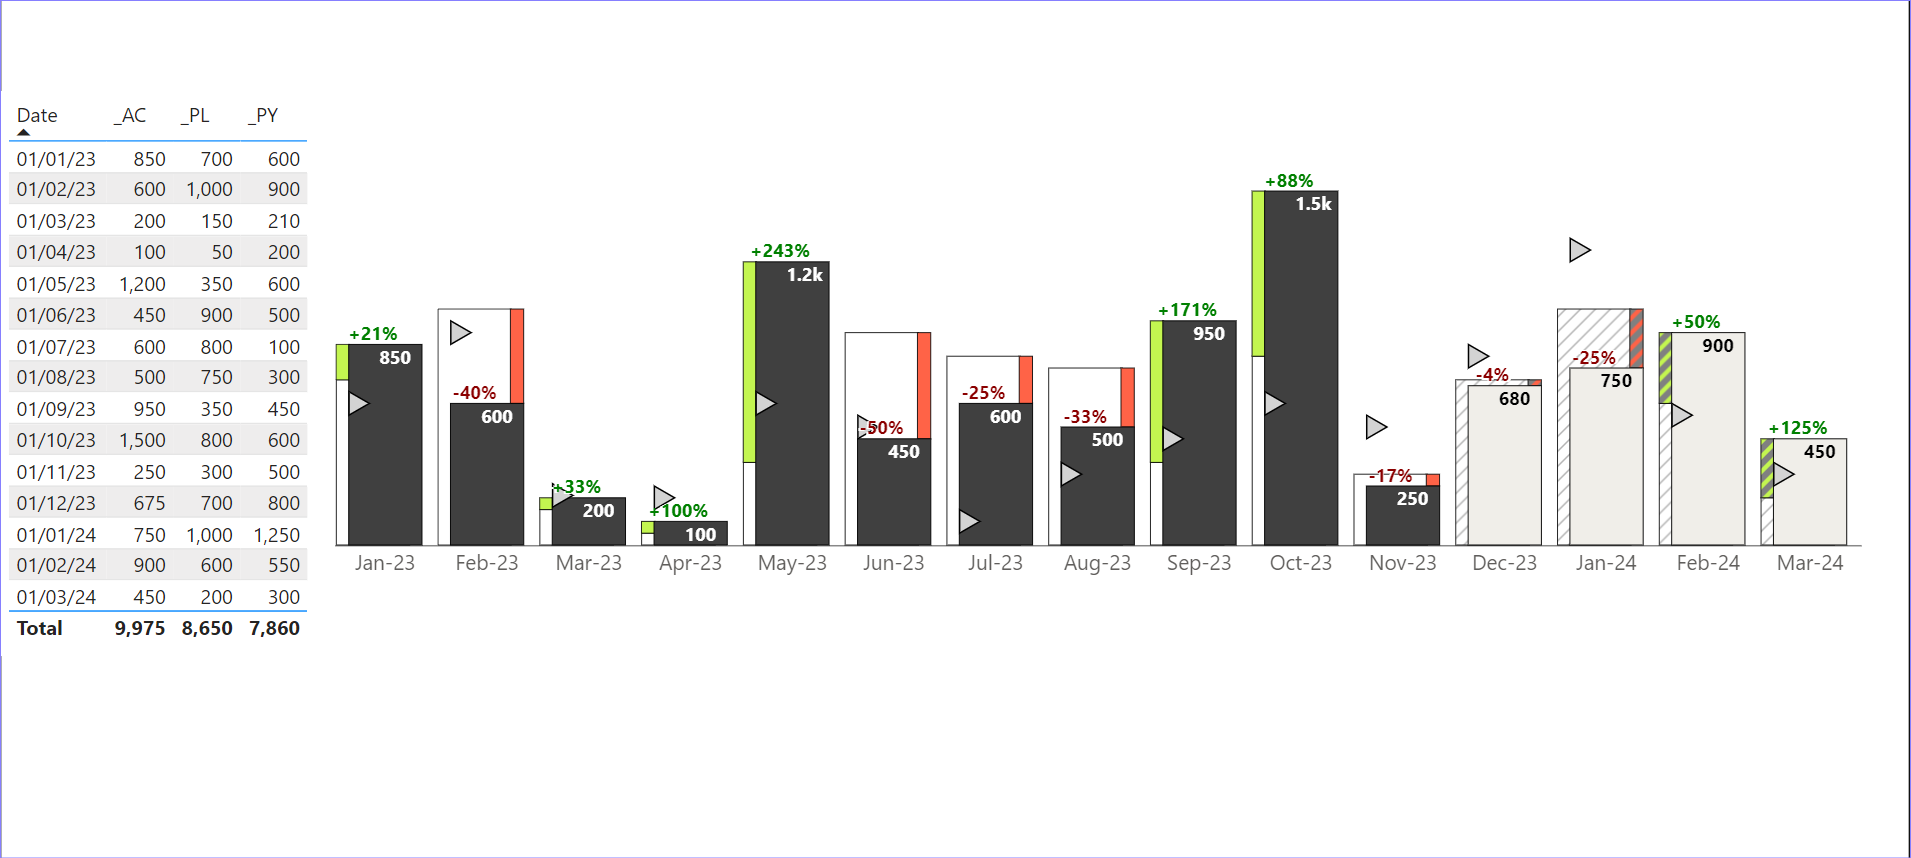 Date _AC _PL _PY
01/01/23 850 700 600
01/02/23 600 1,000 900
01/03/23 200 150 210
01/04/23 100 50 200
01/05/23 1,200 350 600
01/06/23 450 900 500
01/07/23 600 800 100
01/08/23 500 750 300
01/09/23 950 350 450
01/10/23 1,500 800 600
01/11/23 250 300 500
01/12/23 675 700 800
01/01/24 750 1,000 1,250
01/02/24 900 600 550
01/03/24 450 200 300
Total 9,975 8,650 7,860
+21%
850
-40%
600
+33%
200
+100%
100
+243%
1.2k
-50%
450
-25%
600
-33%
500
+171%
950
+88%
1.5k
-17%
250
-4%
680
-25%
750
+50%
900
+125%
450
Jan-23 Feb-23 Mar-23 Apr-23 May-23 Jun-23 Jul-23 Aug-23 Sep-23 Oct-23 Nov-23 Dec-23 Jan-24 Feb-24 Mar-24